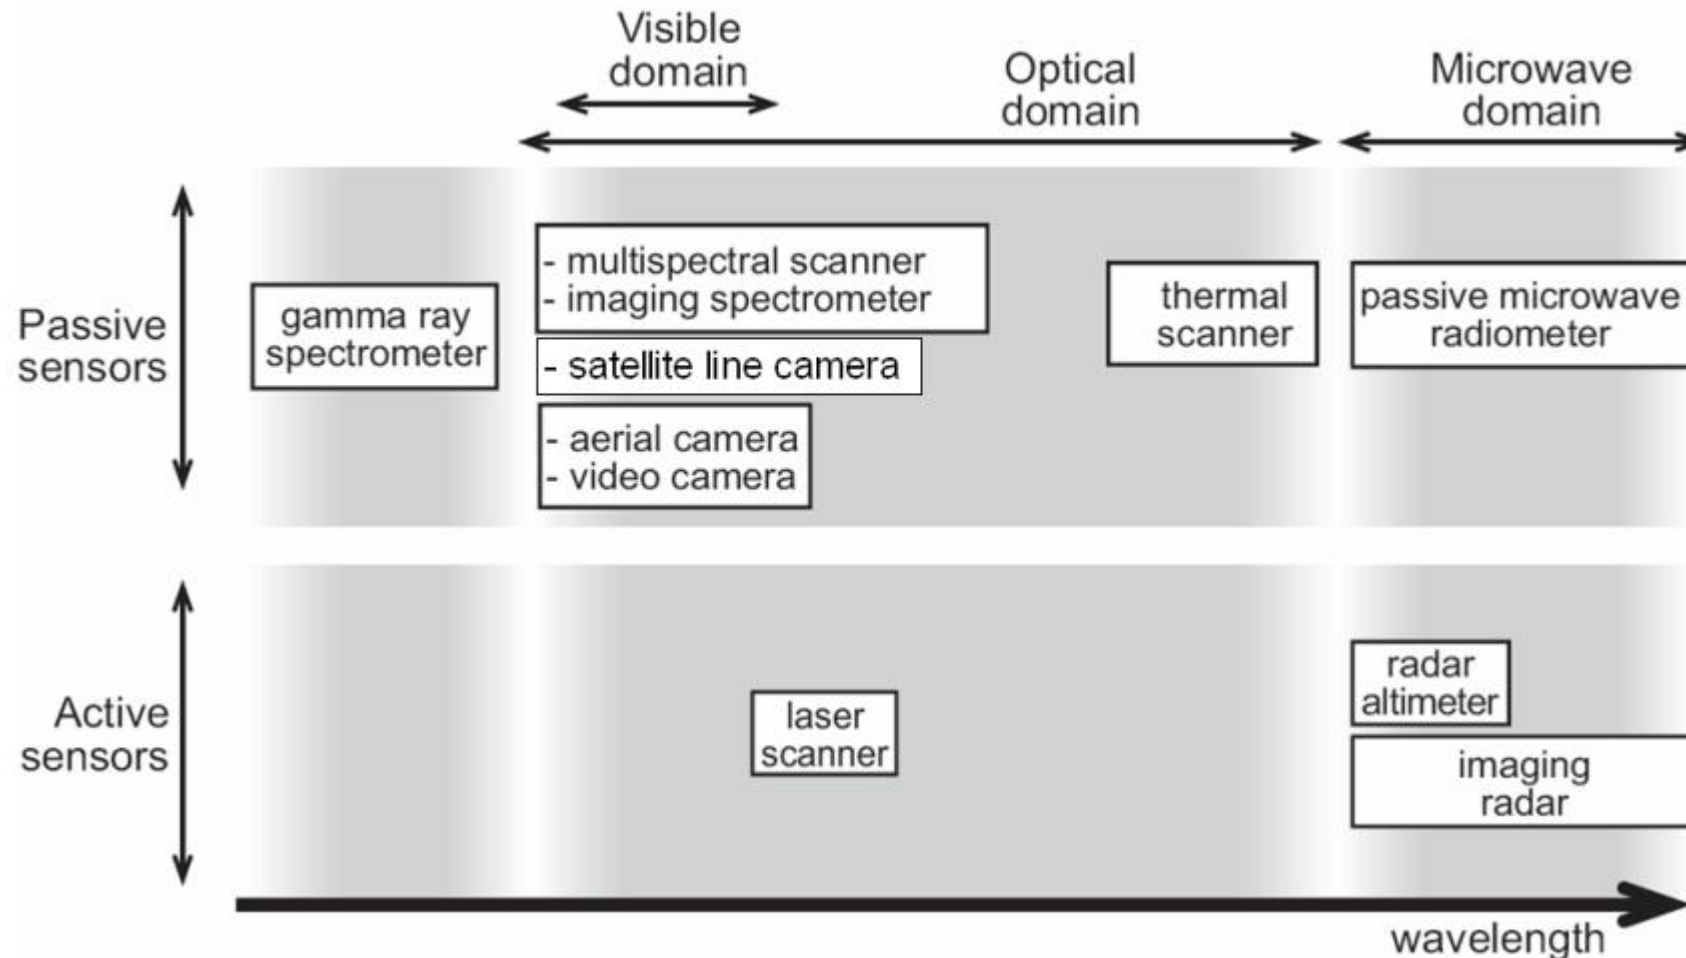 Visible
domain
Optical
domain
Microwave
domain
Passive
sensors
gamma ray
spectrometer
- multispectral scanner
- imaging spectrometer
- satellite line camera
- aerial camera
- video camera
thermal
scanner
passive microwave
radiometer
Active
sensors
laser
scanner
radar
altimeter
imaging
radar
wavelength